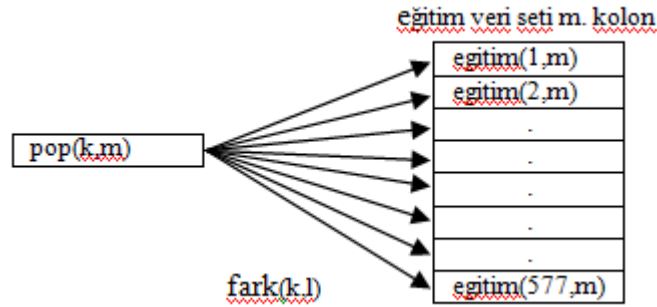 eğitim veri seti m. kolon
egitim(1,m)
egitim(2,m)
.
.
pop(k,m)
.
.
.
fark(k,l)
egitim(577,m)